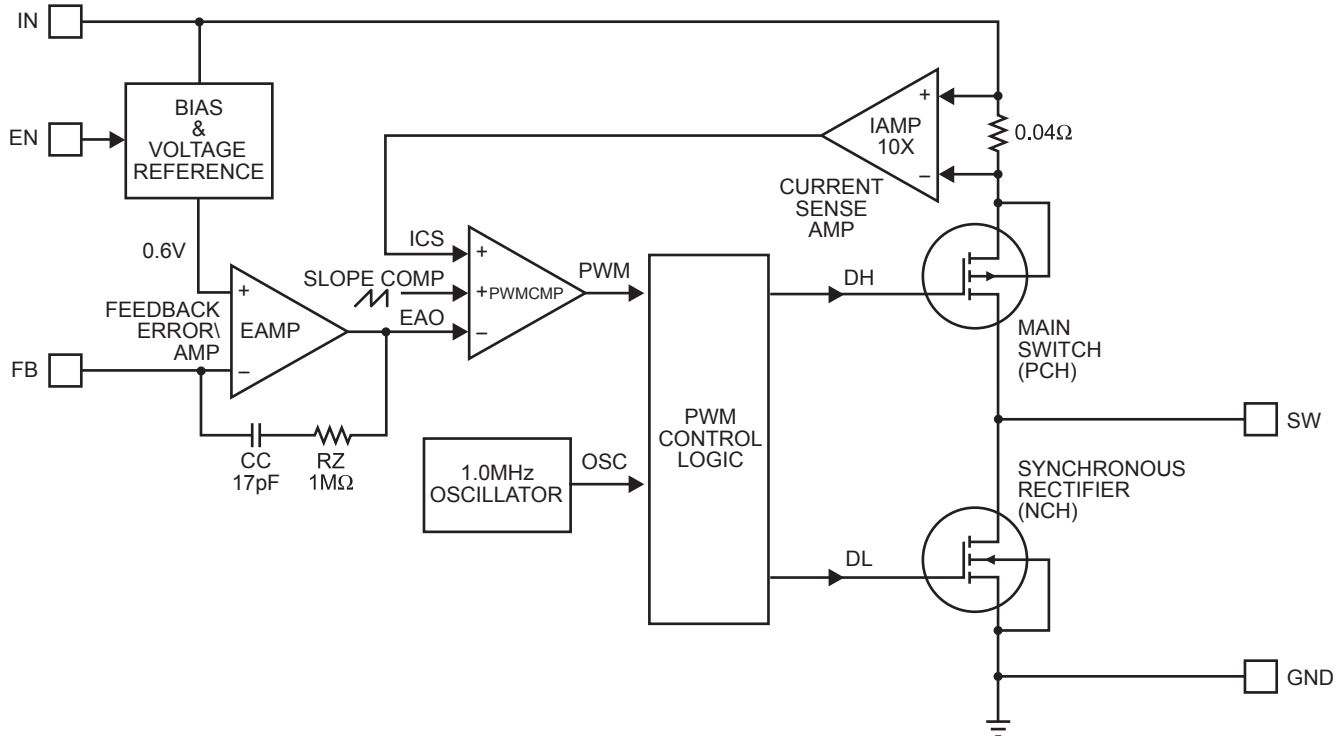 IN
BIAS
&
VOLTAGE
REFERENCE
EN
+
IAMP
10X
–
0.04Ω
CURRENT
SENSE
AMP
0.6V
ICS
+
SLOPE COMP
+PWMCMP
PWM
EAO
–
FEEDBACK
ERROR\
AMP
+
EAMP
–
FB
CC
17pF
RZ
1MΩ
1.0MHz
OSCILLATOR
OSC
PWM
CONTROL
LOGIC
DH
MAIN
SWITCH
(PCH)
SW
SYNCHRONOUS
RECTIFIER
(NCH)
DL
GND